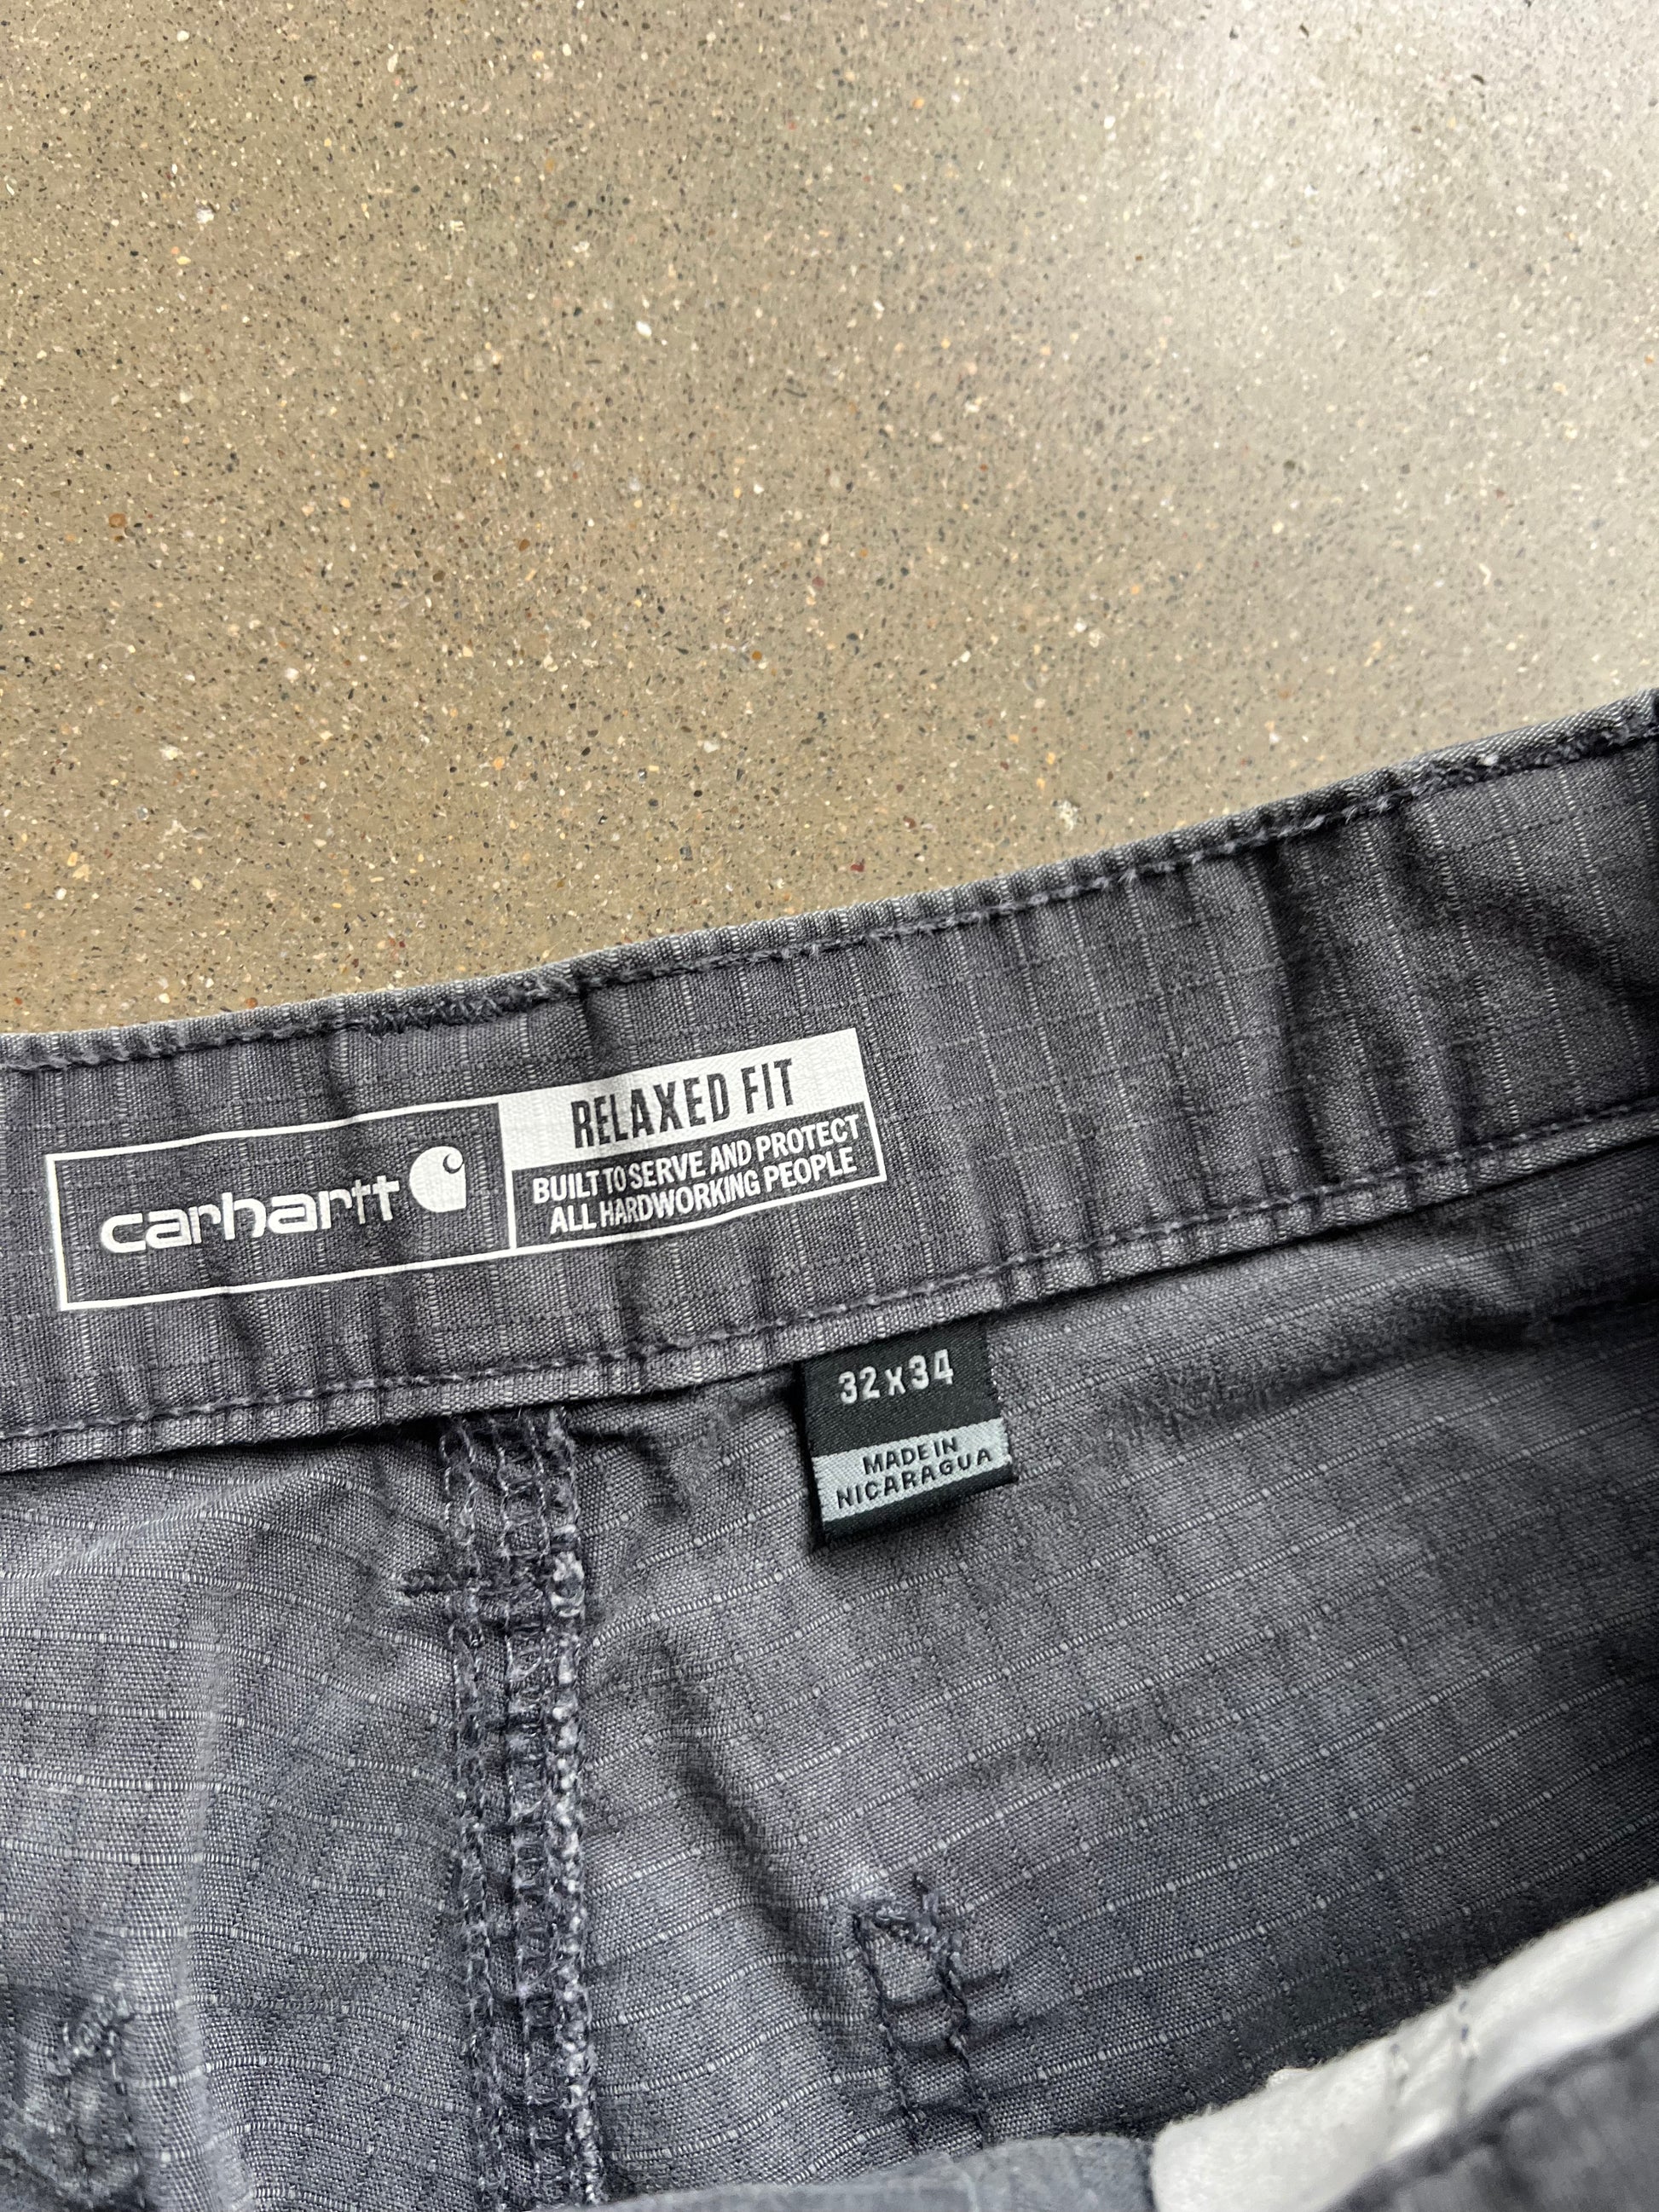 carhartt
RELAXED FIT
BUILT TO SERVE AND PROTECT
ALL HARDWORKING PEOPLE
32x34
MADE IN
NICARAGUA